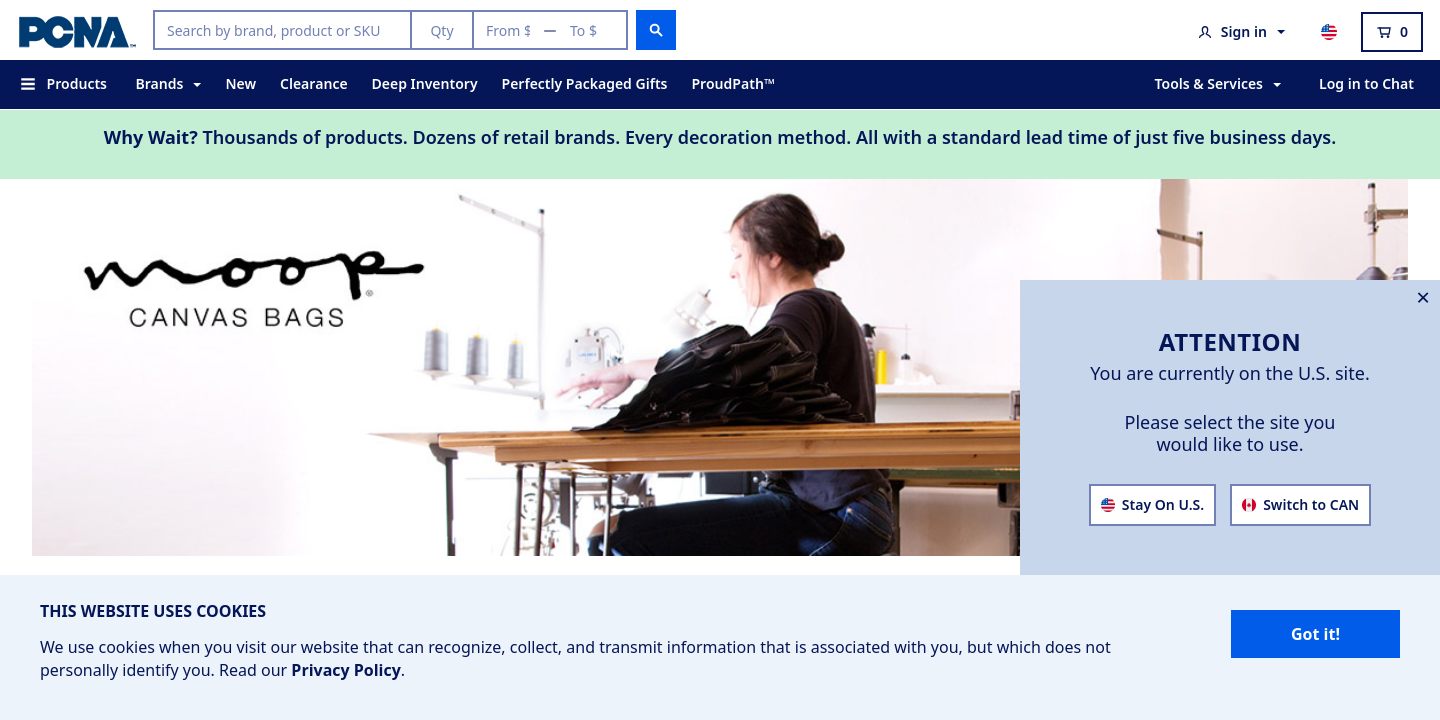 PCNA™
Search by brand, product or SKU
Qty
From $ — To $
Sign in
0
Products
Brands
New
Clearance
Deep Inventory
Perfectly Packaged Gifts
ProudPath™
Tools & Services
Log in to Chat
Why Wait? Thousands of products. Dozens of retail brands. Every decoration method. All with a standard lead time of just five business days.
moop®
CANVAS BAGS
ATTENTION
You are currently on the U.S. site.
Please select the site you
would like to use.
Stay On U.S.
Switch to CAN
THIS WEBSITE USES COOKIES
We use cookies when you visit our website that can recognize, collect, and transmit information that is associated with you, but which does not
personally identify you. Read our Privacy Policy.
Got it!